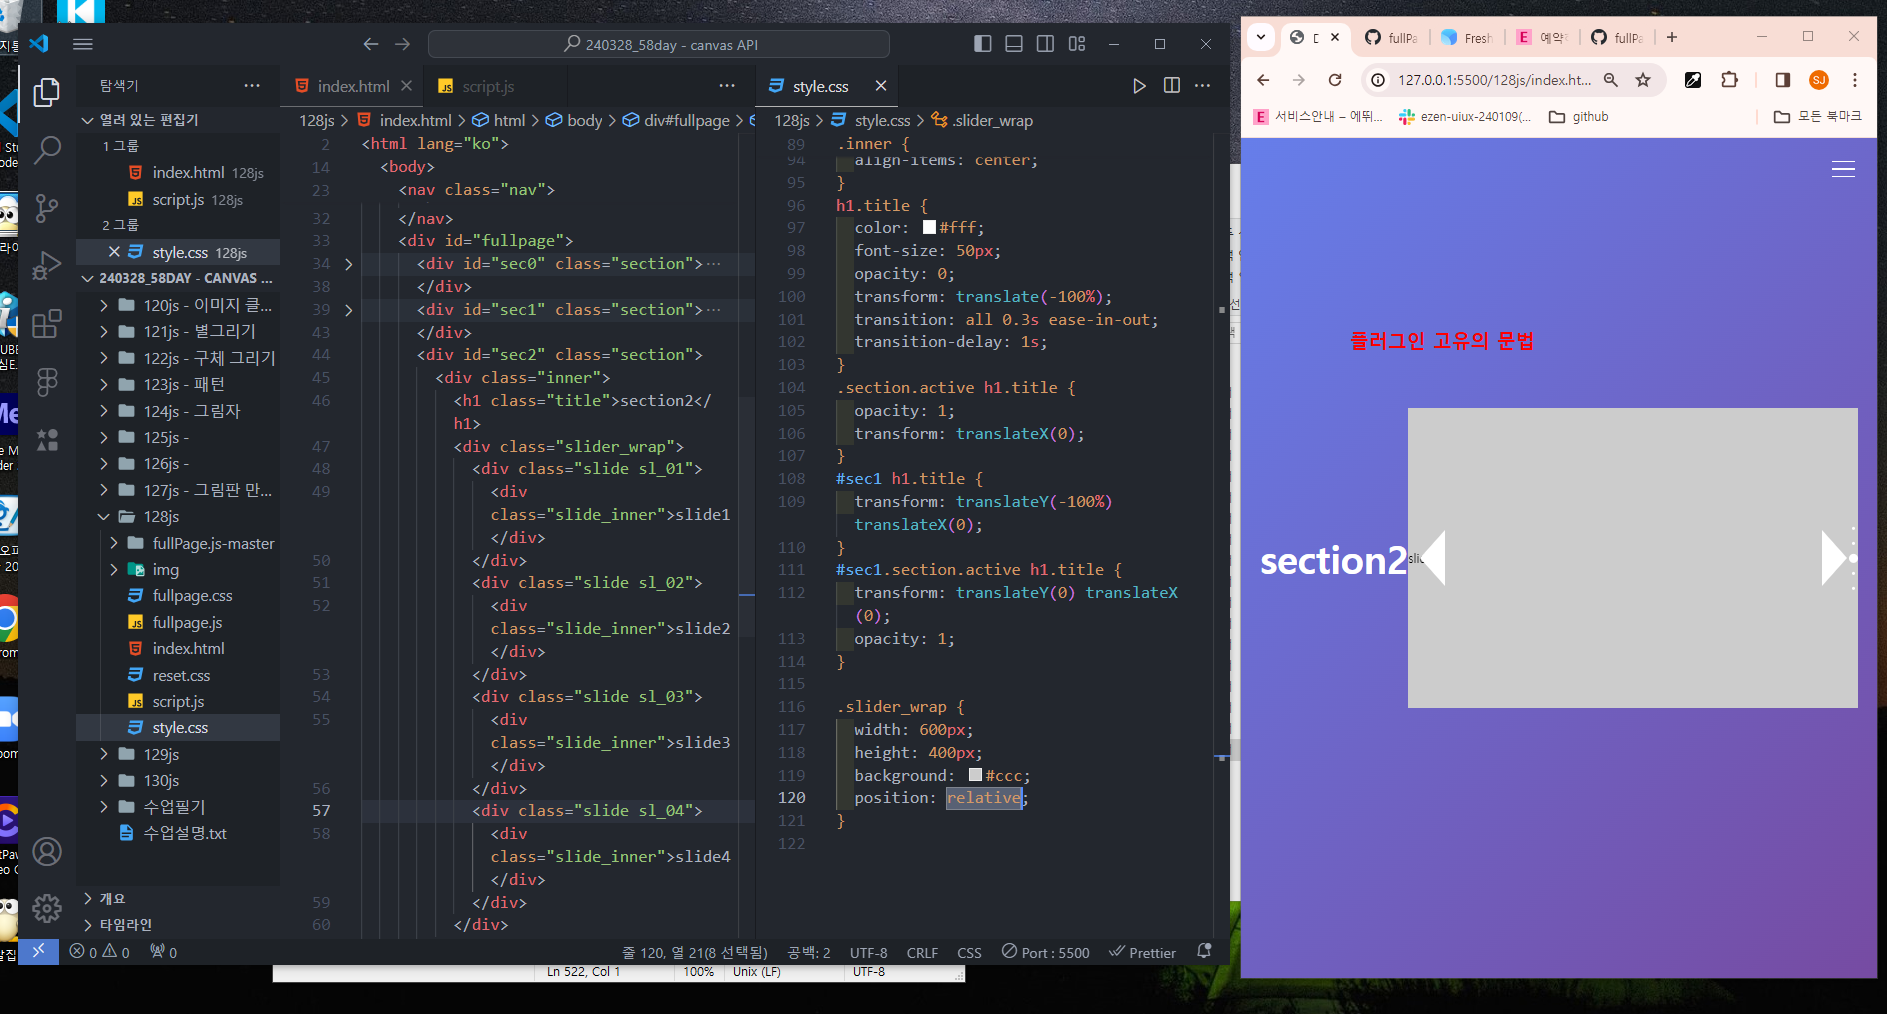 240328_58day - canvas API
탐색기
열려 있는 편집기
1 그룹
index.html 128js
script.js 128js
2 그룹
style.css 128js
240328_58DAY - CANVAS ...
120js - 이미지 클...
121js - 별그리기
122js - 구체 그리기
123js - 패턴
124js - 그림자
125js -
126js -
127js - 그림판 만...
128js
fullPage.js-master
img
fullpage.css
fullpage.js
index.html
reset.css
script.js
style.css
129js
130js
수업필기
수업설명.txt
개요
타임라인
index.html
script.js
128js > index.html > html > body > div#fullpage >
2 <html lang="ko">
14 <body>
23 <nav class="nav">
32 </nav>
33 <div id="fullpage">
34 <div id="sec0" class="section">...
38 </div>
39 <div id="sec1" class="section">...
43 </div>
44 <div id="sec2" class="section">
45 <div class="inner">
46 <h1 class="title">section2</
h1>
47 <div class="slider_wrap">
48 <div class="slide sl_01">
49 <div
class="slide_inner">slide1
</div>
50 </div>
51 <div class="slide sl_02">
52 <div
class="slide_inner">slide2
</div>
53 </div>
54 <div class="slide sl_03">
55 <div
class="slide_inner">slide3
</div>
56 </div>
57 <div class="slide sl_04">
58 <div
class="slide_inner">slide4
</div>
59 </div>
60 </div>
style.css
128js > style.css > .slider_wrap
89 .inner {
94 align-items: center;
95 }
96 h1.title {
97 color: #fff;
98 font-size: 50px;
99 opacity: 0;
100 transform: translate(-100%);
101 transition: all 0.3s ease-in-out;
102 transition-delay: 1s;
103 }
104 .section.active h1.title {
105 opacity: 1;
106 transform: translateX(0);
107 }
108 #sec1 h1.title {
109 transform: translateY(-100%)
translateX(0);
110 }
111 #sec1.section.active h1.title {
112 transform: translateY(0) translateX
(0);
113 opacity: 1;
114 }
115
116 .slider_wrap {
117 width: 600px;
118 height: 400px;
119 background: #ccc;
120 position: relative;
121 }
122
0 0 0
줄 120, 열 21(8 선택됨) 공백: 2 UTF-8 CRLF CSS Port : 5500 Prettier
Ln 522, Col 1 100% Unix (LF) UTF-8
fullPa
Fresh
fullPa
127.0.0.1:5500/128js/index.ht...
SJ
서비스안내 – 에뛰...
ezen-uiux-240109(...
github
모든 북마크
플러그인 고유의 문법
section2